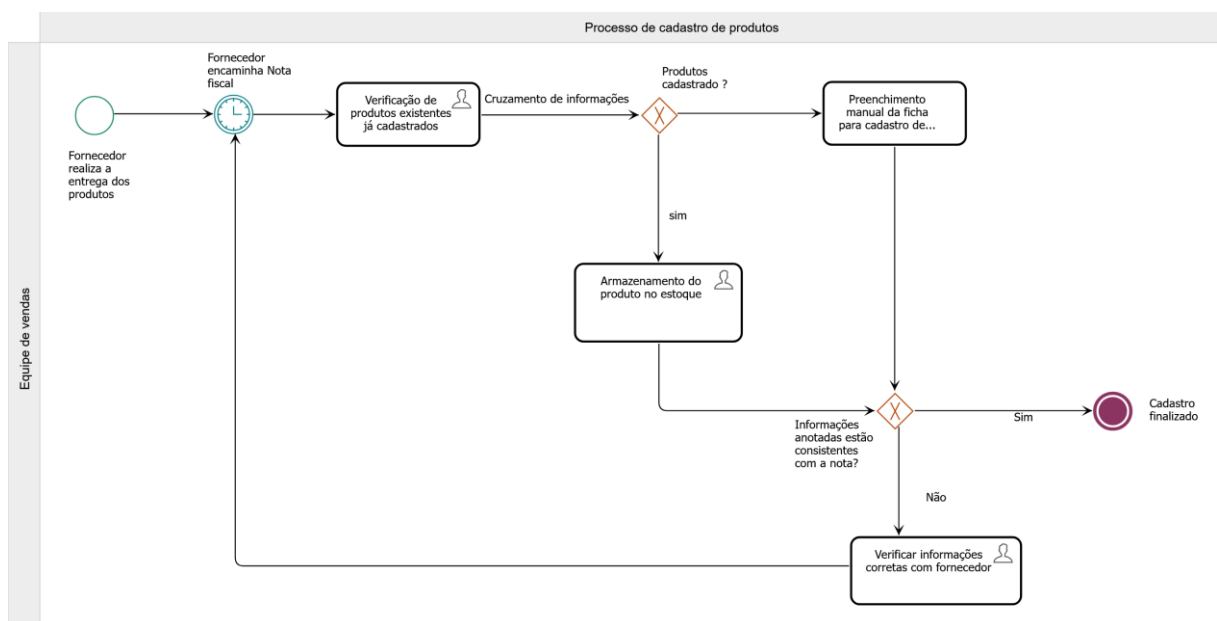 Processo de cadastro de produtos
Equipe de vendas
Fornecedor
realiza a
entrega dos
produtos
Fornecedor
encaminha Nota
fiscal
Verificação de
produtos existentes
já cadastrados
Cruzamento de informações
Produtos
cadastrado ?
Preenchimento
manual da ficha
para cadastro de...
sim
Armazenamento do
produto no estoque
Informações
anotadas estão
consistentes
com a nota?
Sim
Cadastro
finalizado
Não
Verificar informações
corretas com fornecedor